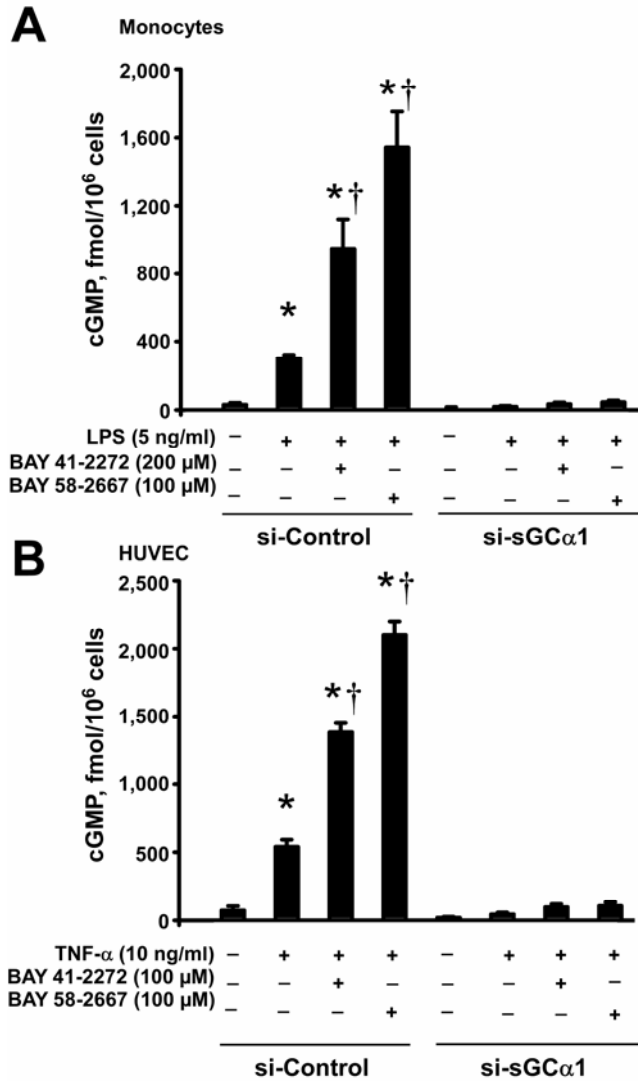 A
Monocytes
2,000
1,600
1,200
800
400
0
cGMP, fmol/10⁶ cells
*
*†
*†
LPS (5 ng/ml) – + + + – + + +
BAY 41-2272 (200 µM) – – + – – – + –
BAY 58-2667 (100 µM) – – – + – – – +
si-Control si-sGCα1
B
HUVEC
2,500
2,000
1,500
1,000
500
0
cGMP, fmol/10⁶ cells
*
*†
*†
TNF-α (10 ng/ml) – + + + – + + +
BAY 41-2272 (100 µM) – – + – – – + –
BAY 58-2667 (100 µM) – – – + – – – +
si-Control si-sGCα1